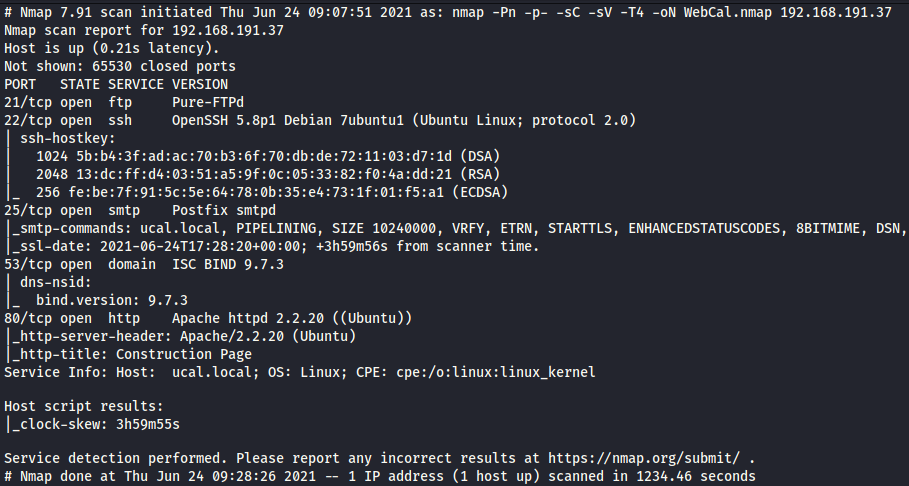 # Nmap 7.91 scan initiated Thu Jun 24 09:07:51 2021 as: nmap -Pn -p- -sC -sV -T4 -oN WebCal.nmap 192.168.191.37
Nmap scan report for 192.168.191.37
Host is up (0.21s latency).
Not shown: 65530 closed ports
PORT   STATE SERVICE VERSION
21/tcp open  ftp     Pure-FTPd
22/tcp open  ssh     OpenSSH 5.8p1 Debian 7ubuntu1 (Ubuntu Linux; protocol 2.0)
| ssh-hostkey:
|   1024 5b:b4:3f:ad:ac:70:b3:6f:70:db:de:72:11:03:d7:1d (DSA)
|   2048 13:dc:ff:d4:03:51:a5:9f:0c:05:33:82:f0:4a:dd:21 (RSA)
|_  256 fe:be:7f:91:5c:5e:64:78:0b:35:e4:73:1f:01:f5:a1 (ECDSA)
25/tcp open  smtp    Postfix smtpd
|_smtp-commands: ucal.local, PIPELINING, SIZE 10240000, VRFY, ETRN, STARTTLS, ENHANCEDSTATUSCODES, 8BITMIME, DSN,
|_ssl-date: 2021-06-24T17:28:20+00:00; +3h59m56s from scanner time.
53/tcp open  domain  ISC BIND 9.7.3
| dns-nsid:
|_  bind.version: 9.7.3
80/tcp open  http    Apache httpd 2.2.20 ((Ubuntu))
|_http-server-header: Apache/2.2.20 (Ubuntu)
|_http-title: Construction Page
Service Info: Host:  ucal.local; OS: Linux; CPE: cpe:/o:linux:linux_kernel

Host script results:
|_clock-skew: 3h59m55s

Service detection performed. Please report any incorrect results at https://nmap.org/submit/ .
# Nmap done at Thu Jun 24 09:28:26 2021 -- 1 IP address (1 host up) scanned in 1234.46 seconds